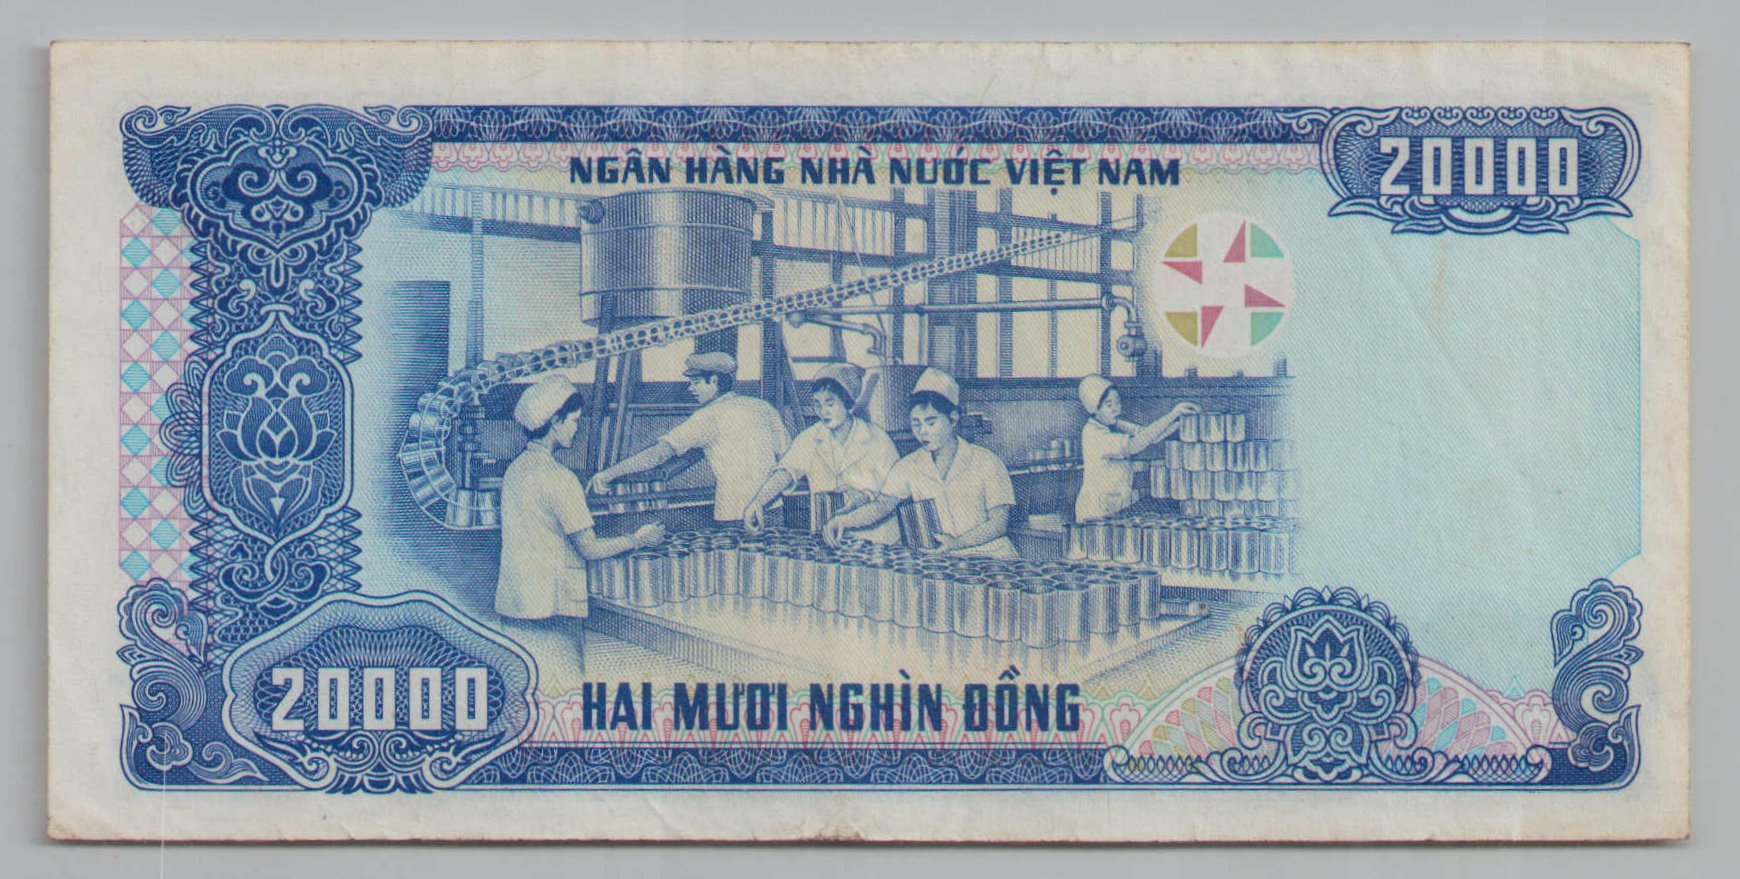 NGÂN HÀNG NHÀ NƯỚC VIỆT NAM
20000
20000
HAI MƯƠI NGHÌN ĐỒNG